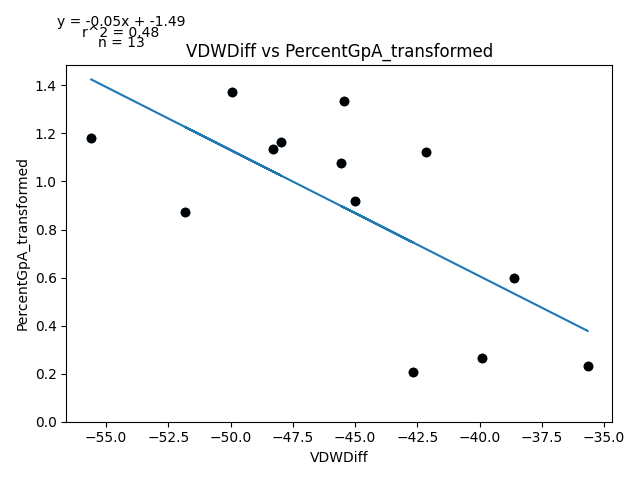 y = -0.05x + -1.49
r^2 = 0.48
n = 13
VDWDiff vs PercentGpA_transformed
PercentGpA_transformed
1.4
1.2
1.0
0.8
0.6
0.4
0.2
0.0
−55.0 −52.5 −50.0 −47.5 −45.0 −42.5 −40.0 −37.5 −35.0
VDWDiff